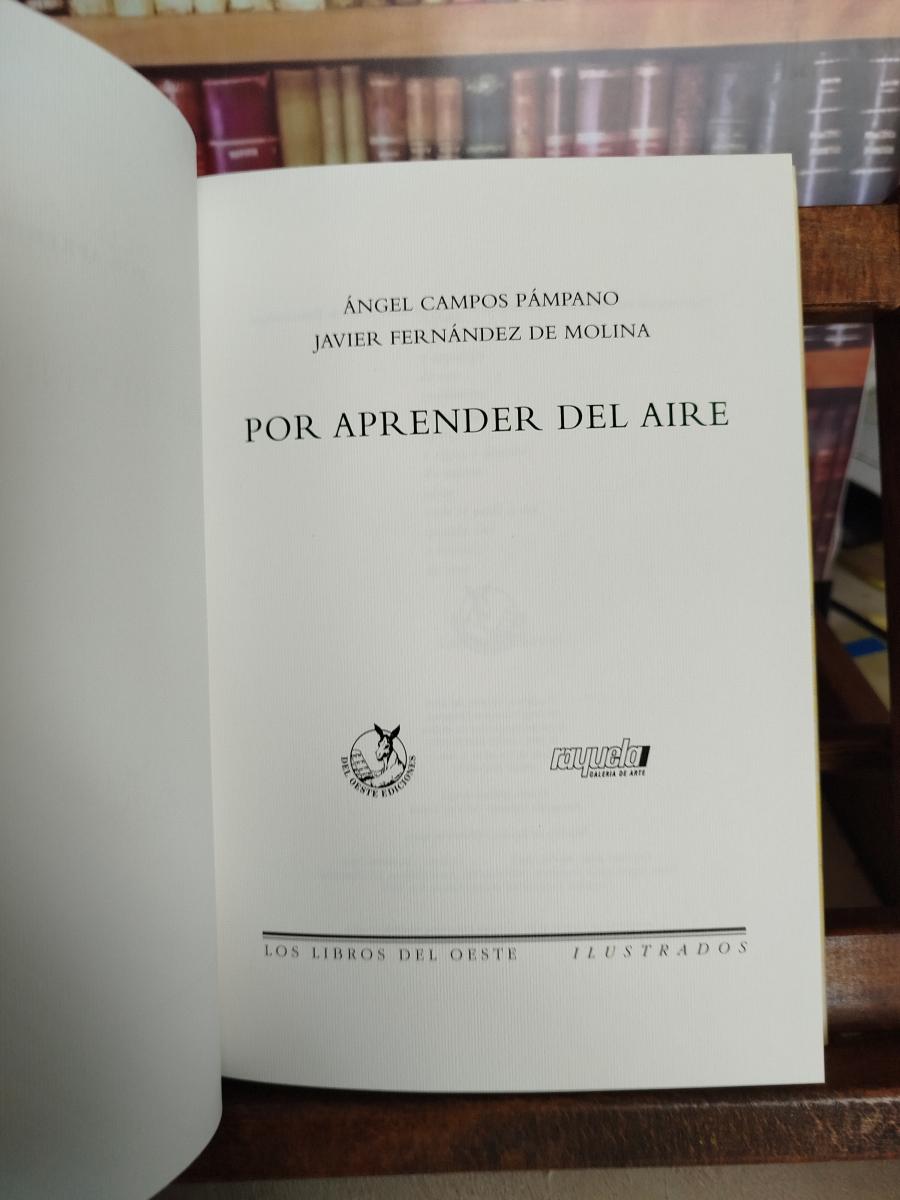 ÁNGEL CAMPOS PÁMPANO
JAVIER FERNÁNDEZ DE MOLINA
POR APRENDER DEL AIRE
DEL OESTE EDICIONES
rayuela
GALERIA DE ARTE
LOS LIBROS DEL OESTE ILUSTRADOS